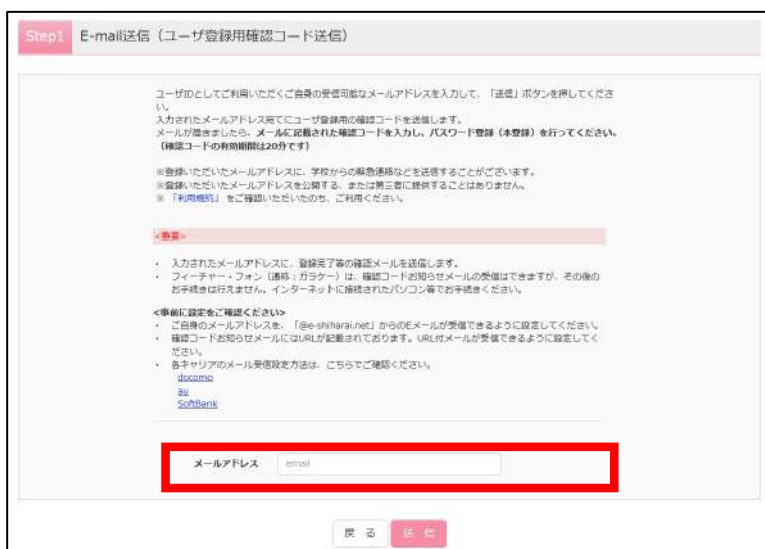 Step1 E-mail送信（ユーザ登録用確認コード送信）
ユーザIDとしてご利用いただくご自身の受信可能なメールアドレスを入力して、「送信」ボタンを押してくださ
い。
入力されたメールアドレス宛てにユーザ登録用の確認コードを送信します。
メールが届きましたら、メールに記載された確認コードを入力し、パスワード登録（本登録）を行ってください。
（確認コードの有効期間は20分です）
※登録いただいたメールアドレスに、学校からの緊急連絡などを送信することがございます。
※登録いただいたメールアドレスを公開する、または第三者に提供することはありません。
※ 「利用規約」 をご確認いただいたのち、ご利用ください。
<重要>
・ 入力されたメールアドレスに、登録完了等の確認メールを送信します。
・ フィーチャー・フォン（通称：ガラケー）は、確認コードお知らせメールの受信はできますが、その後の
お手続きは行えません。インターネットに接続されたパソコン等でお手続きください。
<事前に設定をご確認ください>
・ ご自身のメールアドレスを、「@e-shiharai.net」からのEメールが受信できるように設定してください。
・ 確認コードお知らせメールにはURLが記載されております。URL付メールが受信できるように設定してく
ださい。
・ 各キャリアのメール受信設定方法は、こちらでご確認ください。
docomo
au
SoftBank
メールアドレス email
戻 る 送 信